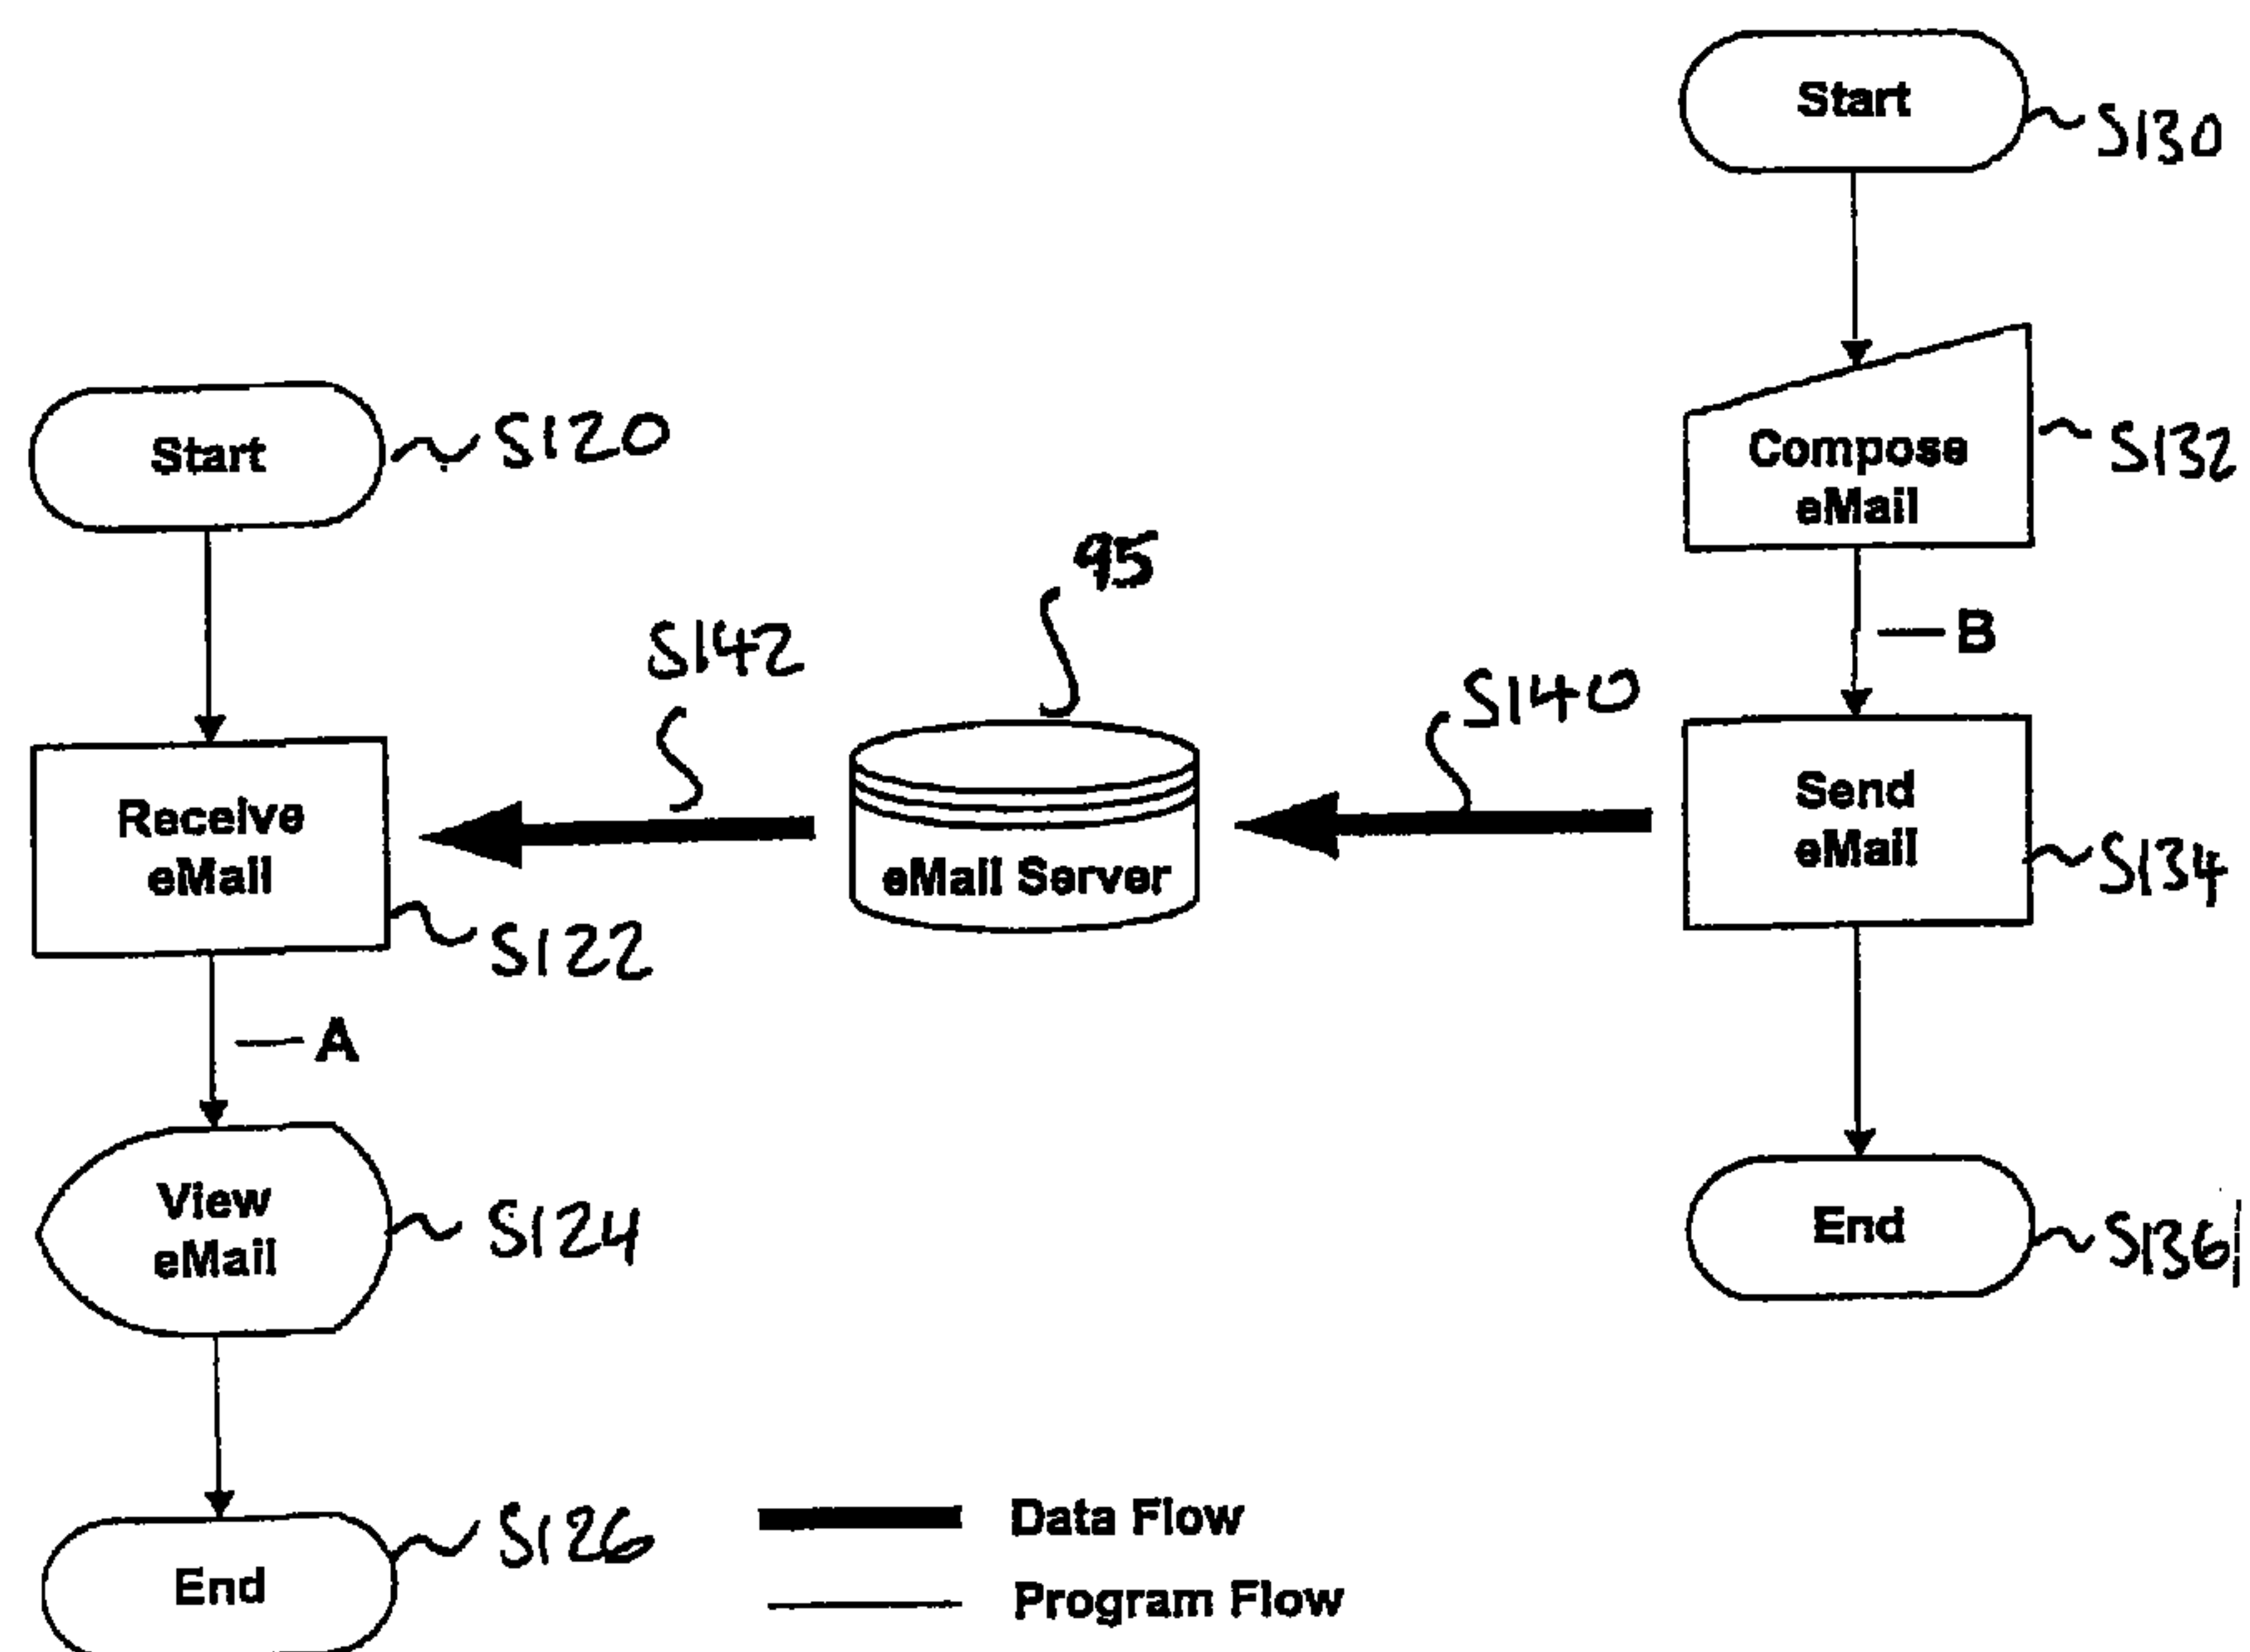 Start
S130
Compose
eMail
S132
B
Send
eMail
S134
End
S136
Start
S120
Receive
eMail
S122
A
View
eMail
S124
End
S126
S142
95
eMail Server
S140
Data Flow
Program Flow